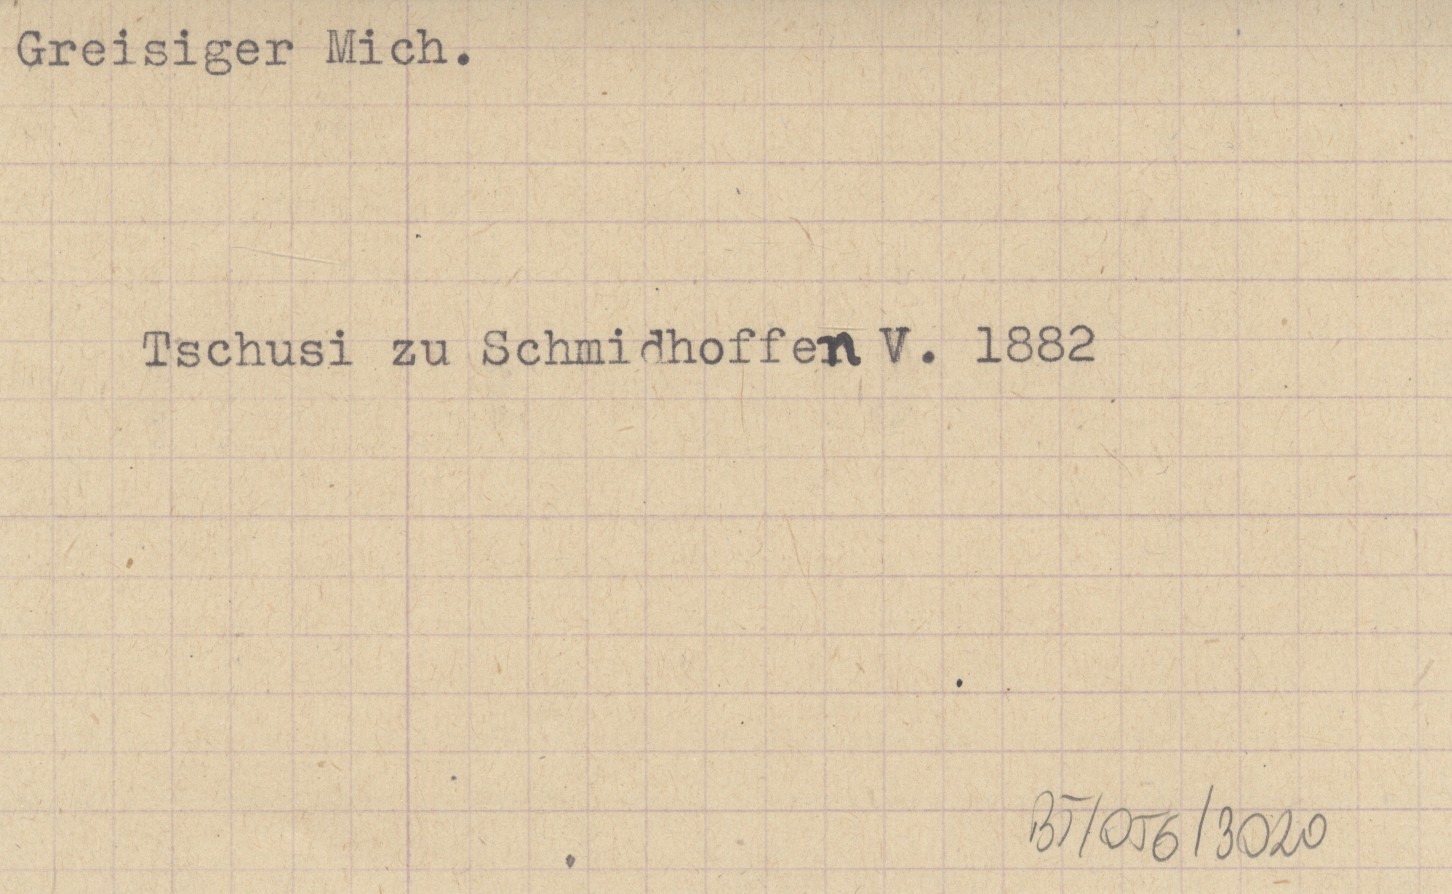 Greisiger Mich.
Tschusi zu Schmidhoffen V. 1882
BT/056/3020